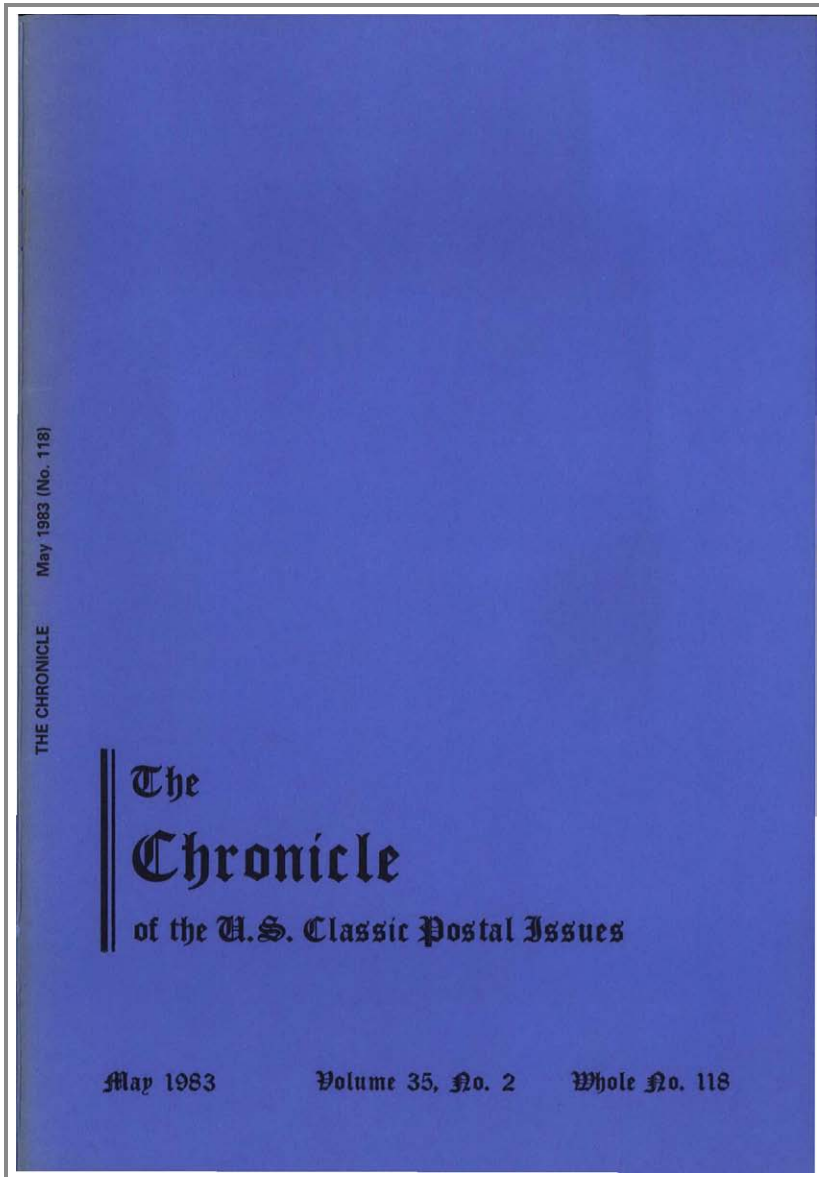 THE CHRONICLE May 1983 (No. 118)
The
Chronicle
of the U.S. Classic Postal Issues
May 1983 Volume 35, No. 2 Whole No. 118